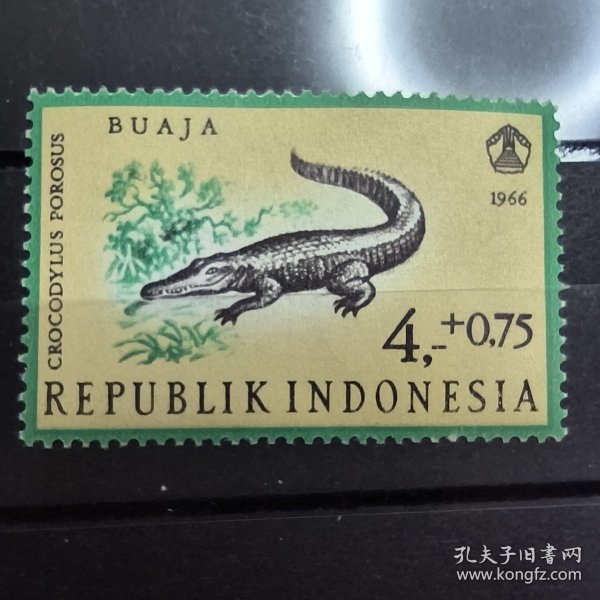 BUAJA
CROCODYLUS POROSUS
1966
4,-+0,75
REPUBLIK INDONESIA
孔夫子旧书网
www.kongfz.com